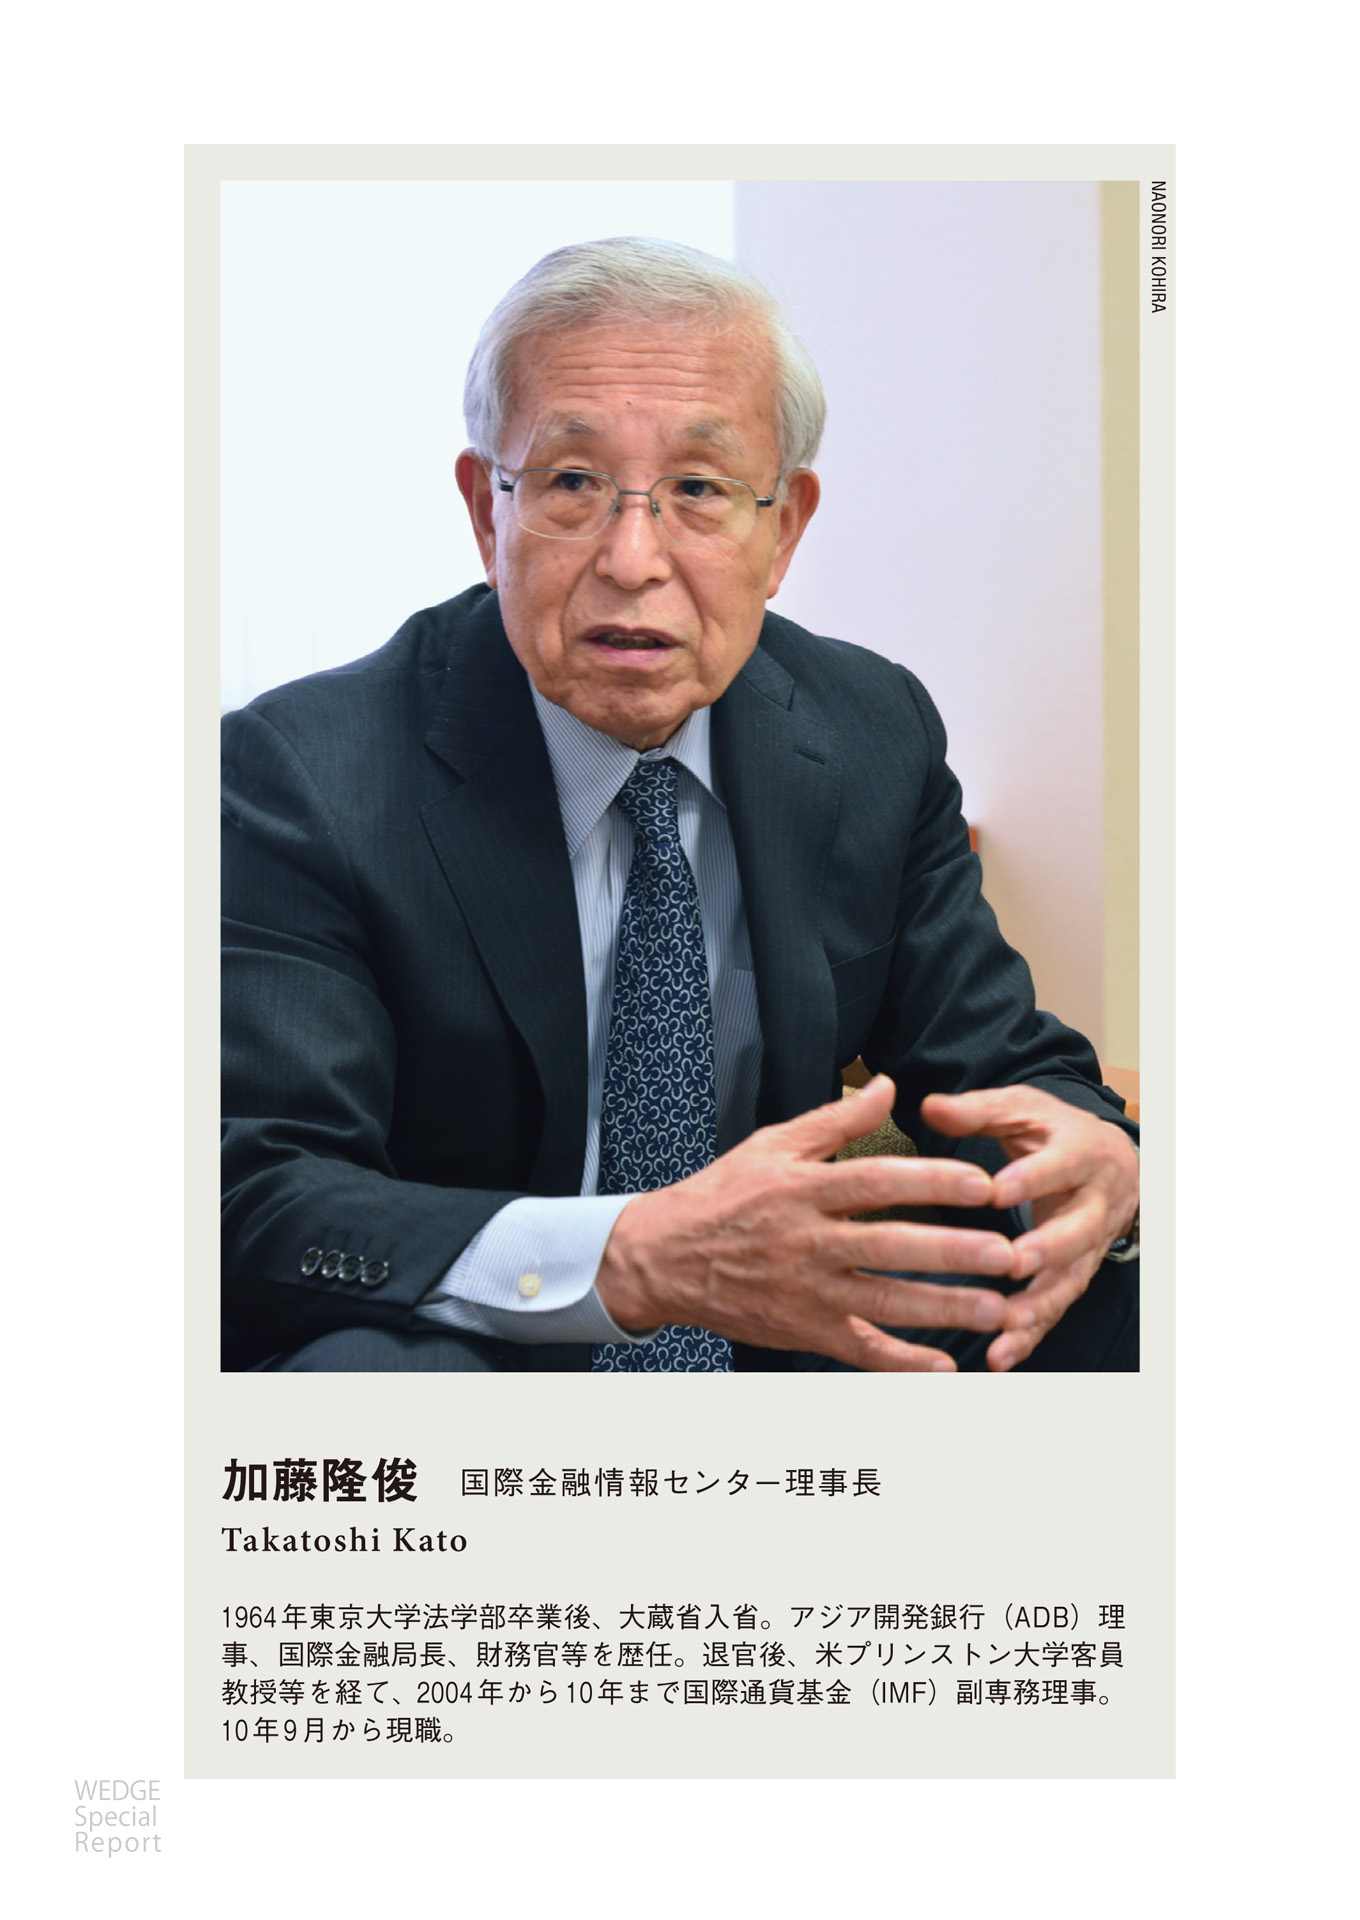 NAONORI KOHIRA
加藤隆俊 国際金融情報センター理事長
Takatoshi Kato
1964年東京大学法学部卒業後、大蔵省入省。アジア開発銀行（ADB）理
事、国際金融局長、財務官等を歴任。退官後、米プリンストン大学客員
教授等を経て、2004年から10年まで国際通貨基金（IMF）副専務理事。
10年9月から現職。
WEDGE
Special
Report